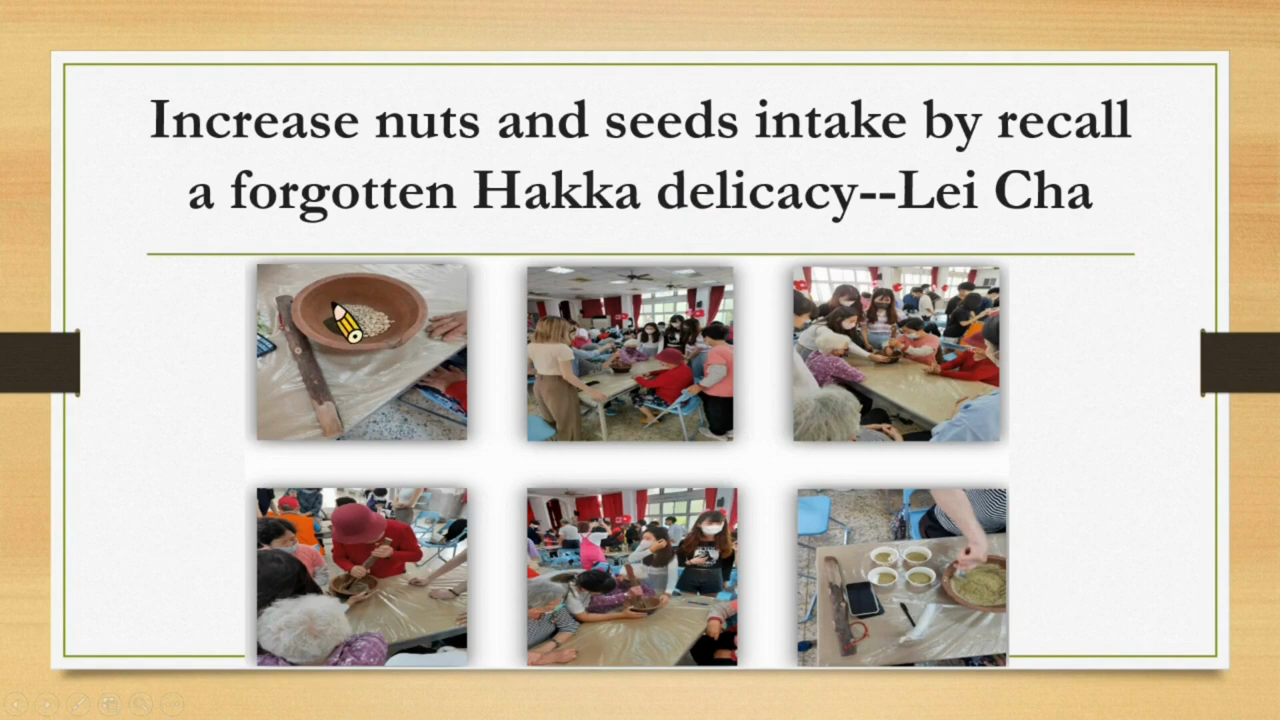 Increase nuts and seeds intake by recall
a forgotten Hakka delicacy--Lei Cha